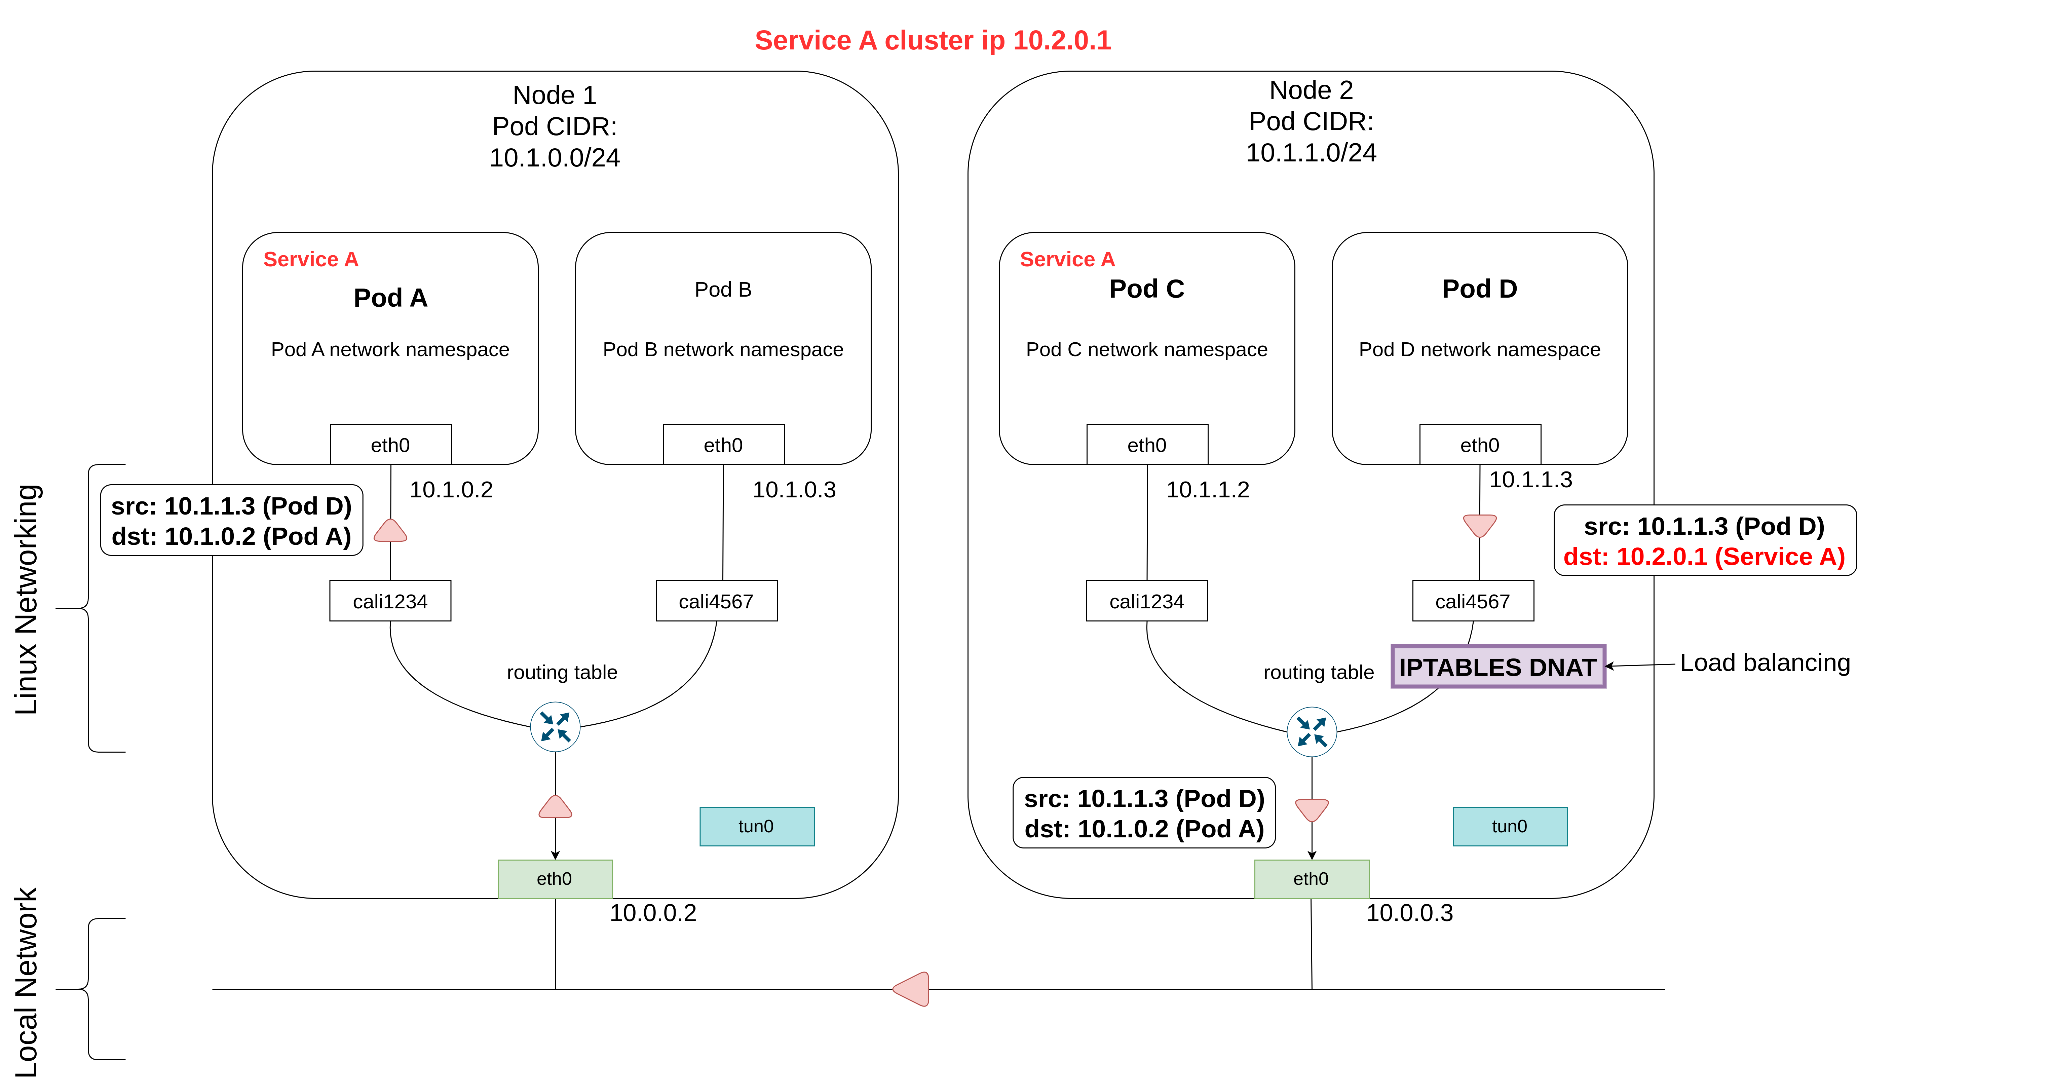 Service A cluster ip 10.2.0.1
Node 1
Pod CIDR:
10.1.0.0/24
Service A
Pod A
Pod A network namespace
eth0
10.1.0.2
Pod B
Pod B network namespace
eth0
10.1.0.3
src: 10.1.1.3 (Pod D)
dst: 10.1.0.2 (Pod A)
cali1234
cali4567
routing table
tun0
eth0
10.0.0.2
Node 2
Pod CIDR:
10.1.1.0/24
Service A
Pod C
Pod C network namespace
eth0
10.1.1.2
Pod D
Pod D network namespace
eth0
10.1.1.3
src: 10.1.1.3 (Pod D)
dst: 10.2.0.1 (Service A)
cali1234
cali4567
routing table
IPTABLES DNAT
Load balancing
src: 10.1.1.3 (Pod D)
dst: 10.1.0.2 (Pod A)
tun0
eth0
10.0.0.3
Linux Networking
Local Network